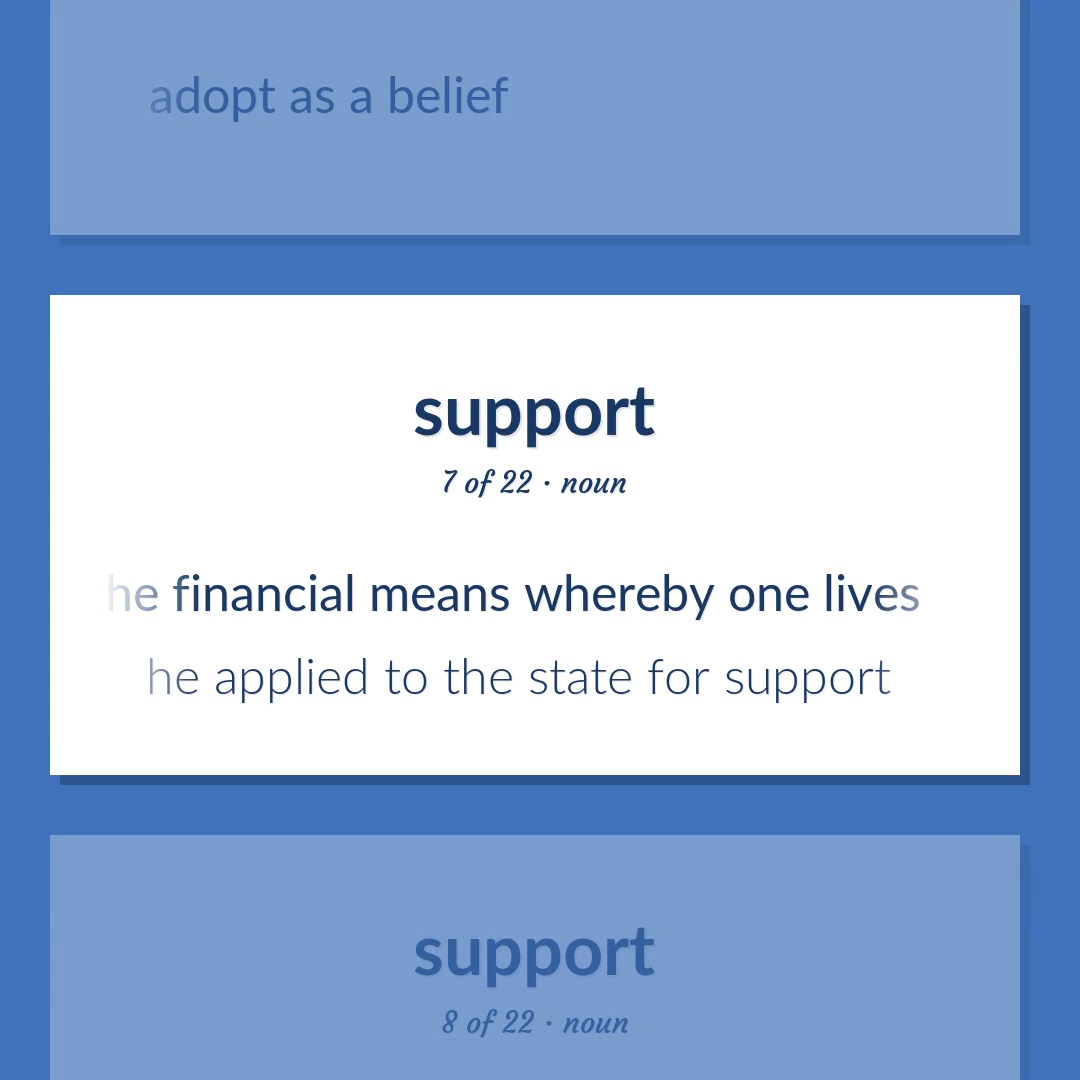 adopt as a belief
support
7 of 22 · noun
he financial means whereby one lives
he applied to the state for support
support
8 of 22 · noun